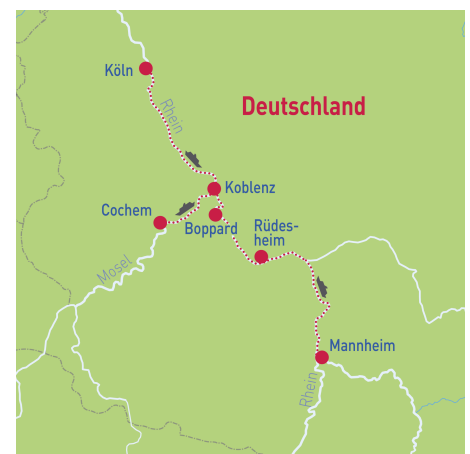 Köln
Rhein
Deutschland
Koblenz
Cochem
Boppard
Rüdes-
heim
Mosel
Mannheim
Rhein